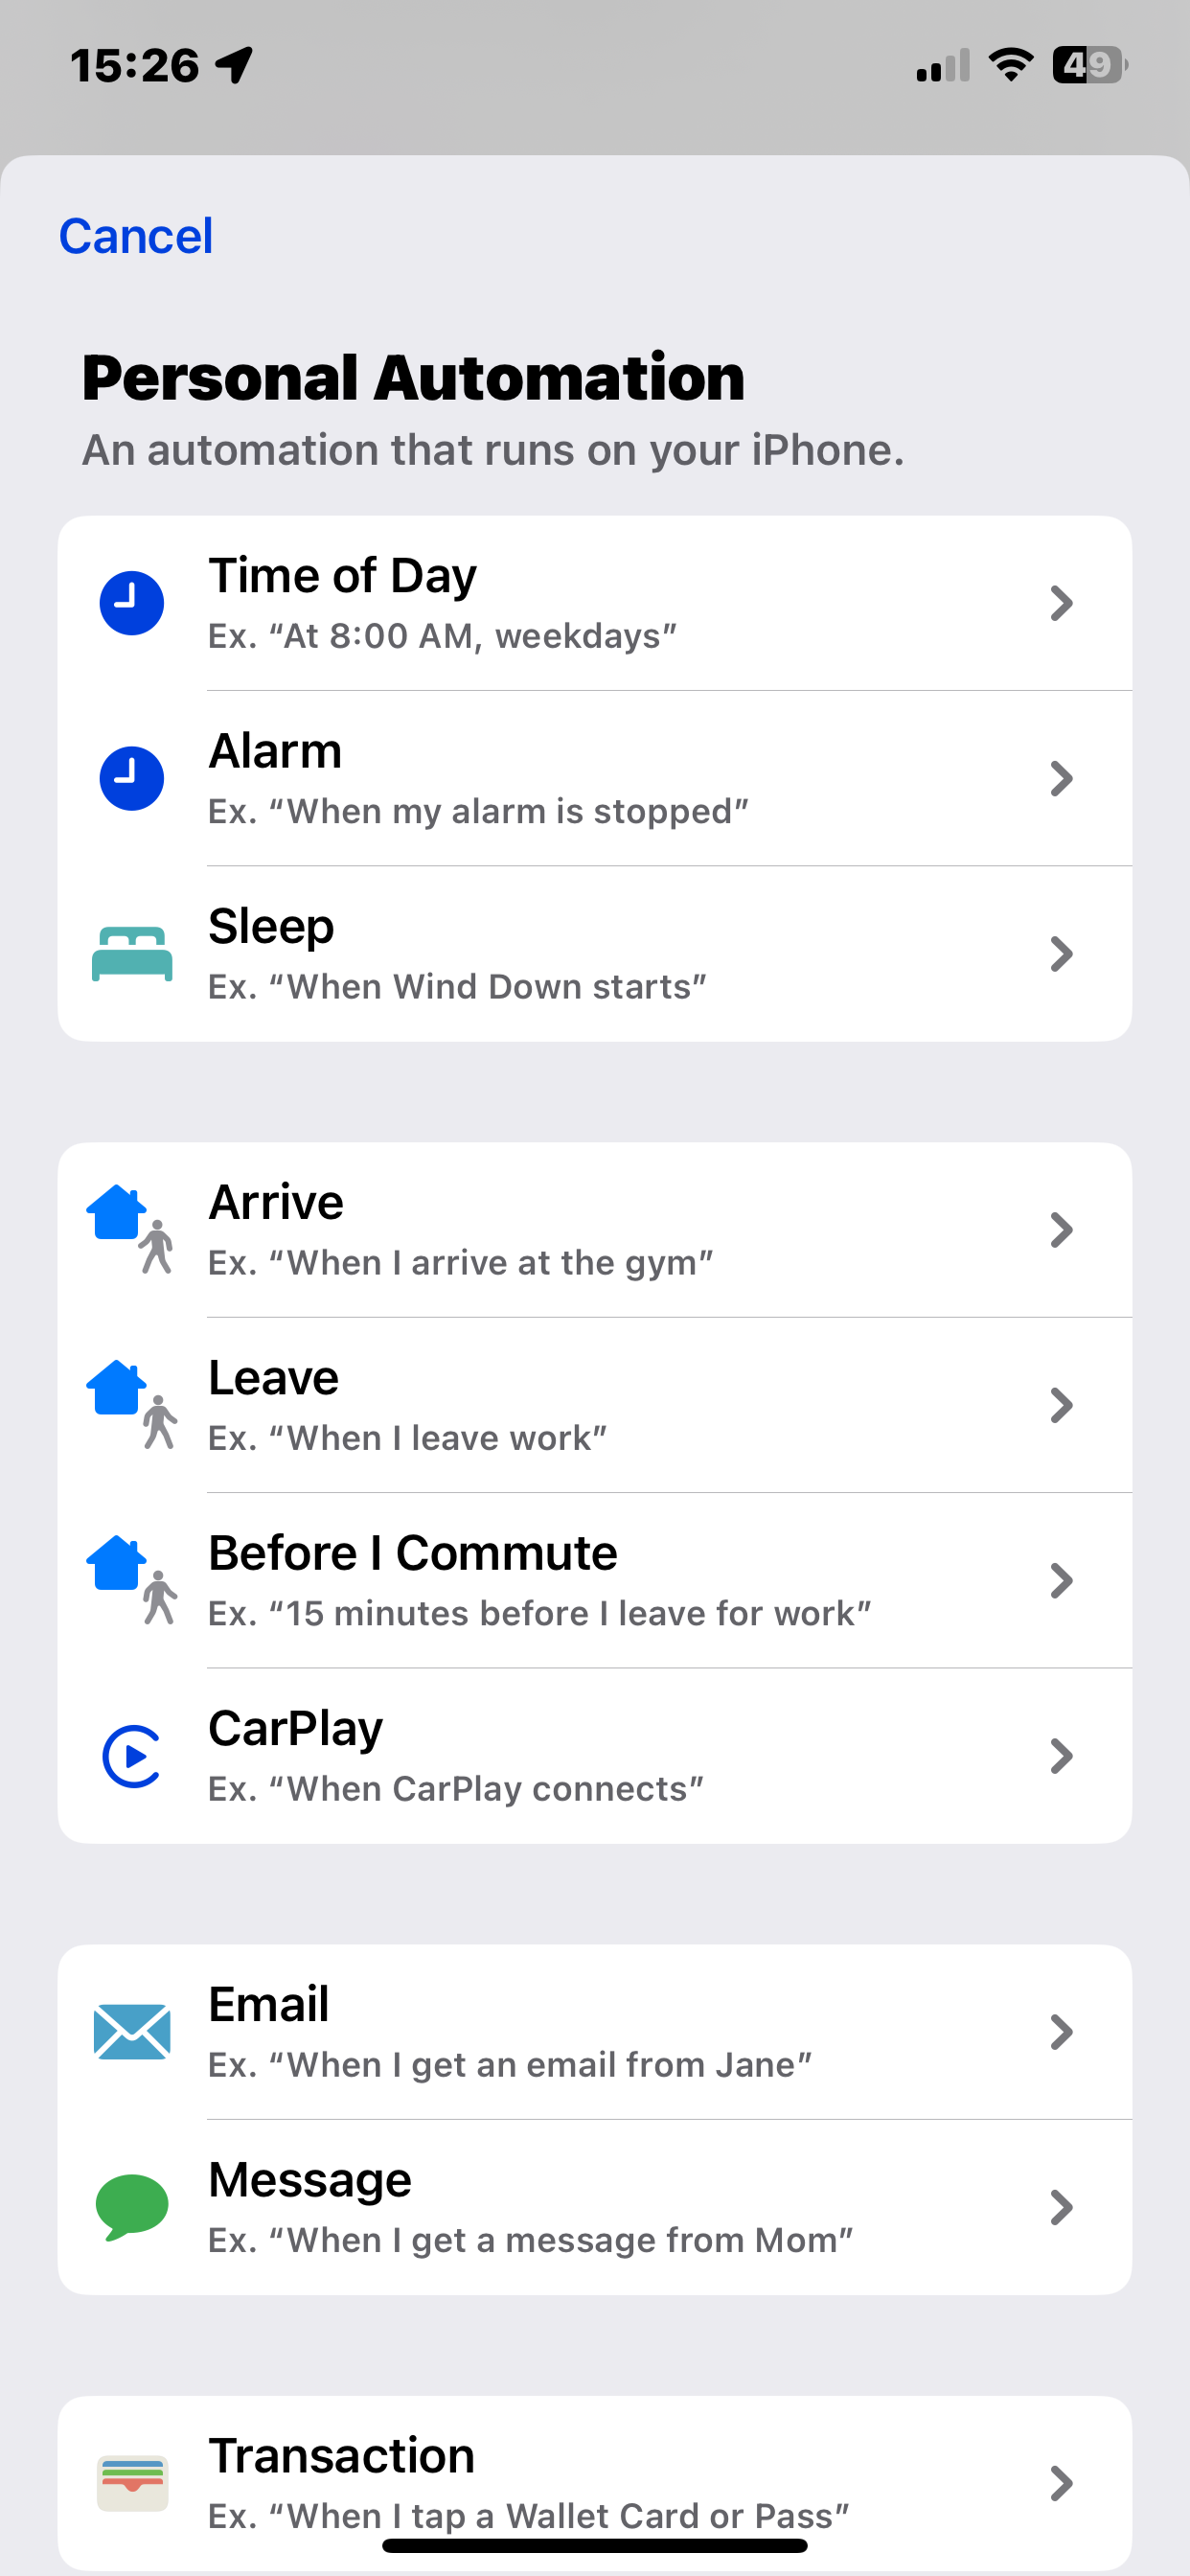 15:26
49
Cancel
Personal Automation
An automation that runs on your iPhone.
Time of Day
Ex. “At 8:00 AM, weekdays”
Alarm
Ex. “When my alarm is stopped”
Sleep
Ex. “When Wind Down starts”
Arrive
Ex. “When I arrive at the gym”
Leave
Ex. “When I leave work”
Before I Commute
Ex. “15 minutes before I leave for work”
CarPlay
Ex. “When CarPlay connects”
Email
Ex. “When I get an email from Jane”
Message
Ex. “When I get a message from Mom”
Transaction
Ex. “When I tap a Wallet Card or Pass”